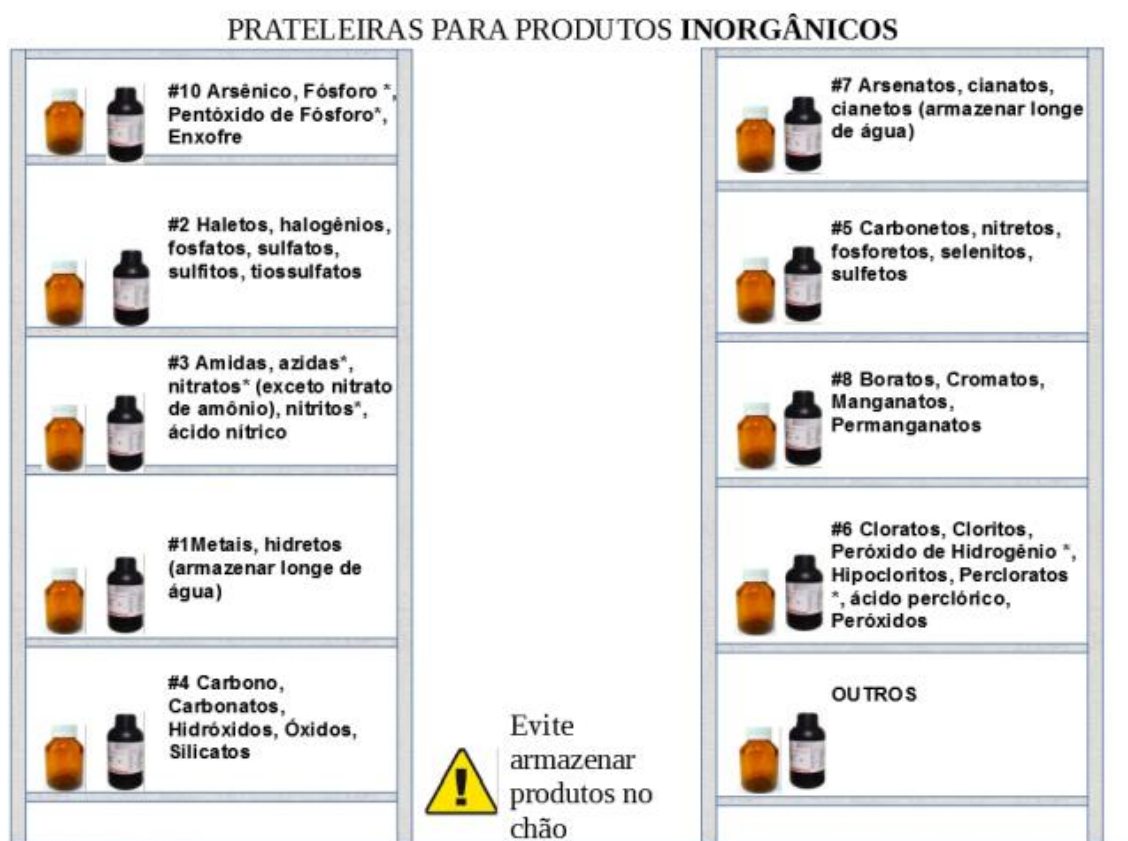 PRATELEIRAS PARA PRODUTOS INORGÂNICOS
#10 Arsênico, Fósforo *,
Pentóxido de Fósforo*,
Enxofre
#2 Haletos, halogênios,
fosfatos, sulfatos,
sulfitos, tiossulfatos
#3 Amidas, azidas*,
nitratos* (exceto nitrato
de amônio), nitritos*,
ácido nítrico
#1Metais, hidretos
(armazenar longe de
água)
#4 Carbono,
Carbonatos,
Hidróxidos, Óxidos,
Silicatos
Evite
armazenar
produtos no
chão
#7 Arsenatos, cianatos,
cianetos (armazenar longe
de água)
#5 Carbonetos, nitretos,
fosforetos, selenitos,
sulfetos
#8 Boratos, Cromatos,
Manganatos,
Permanganatos
#6 Cloratos, Cloritos,
Peróxido de Hidrogênio *,
Hipocloritos, Percloratos
*, ácido perclórico,
Peróxidos
OUTROS